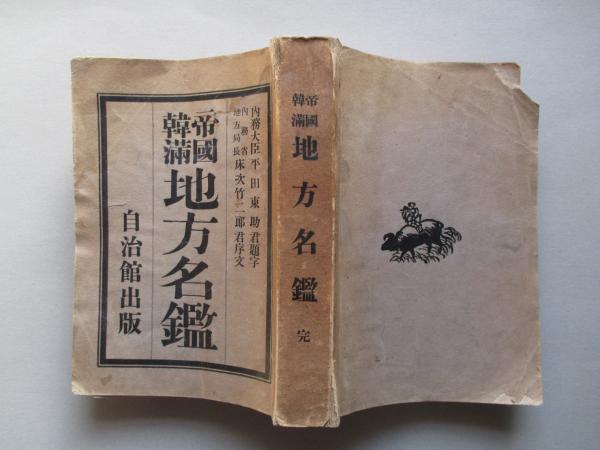 内務大臣平田東助君題字
内務省地方局長床次竹二郎君序文
帝國
韓滿
地方名鑑
自治館出版
帝國
韓滿
地方名鑑
完